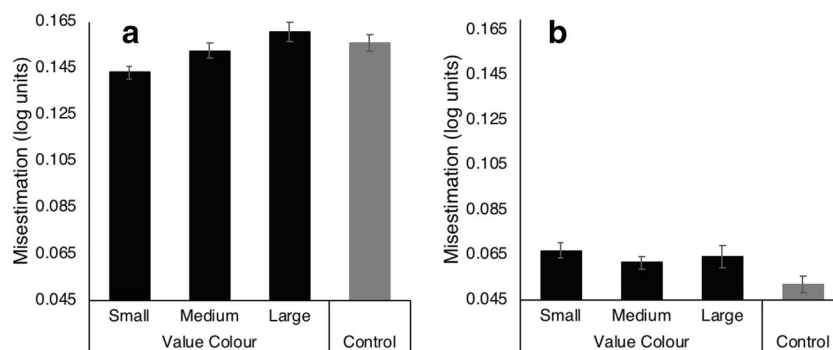 a
Misestimation (log units)
0.165
0.145
0.125
0.105
0.085
0.065
0.045
Small Medium Large
Value Colour Control
b
Misestimation (log units)
0.165
0.145
0.125
0.105
0.085
0.065
0.045
Small Medium Large
Value Colour Control